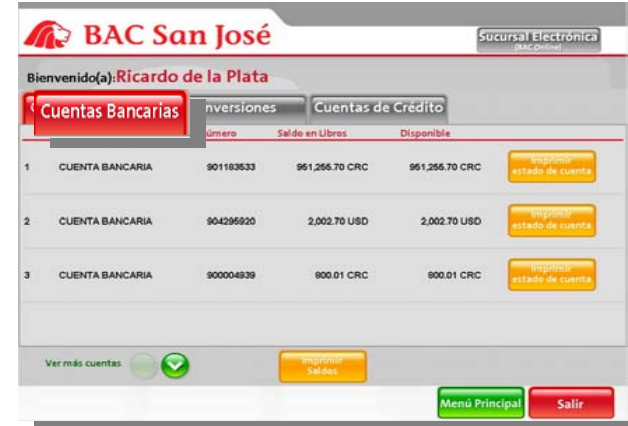 BAC San José
Sucursal Electrónica
(BAC Online)
Bienvenido(a): Ricardo de la Plata
Cuentas Bancarias nversiones Cuentas de Crédito
úmero Saldo en Libros Disponible
1 CUENTA BANCARIA 901183533 951,256.70 CRC 951,256.70 CRC Imprimir estado de cuenta
2 CUENTA BANCARIA 904295920 2,002.70 USD 2,002.70 USD Imprimir estado de cuenta
3 CUENTA BANCARIA 900004939 800.01 CRC 800.01 CRC Imprimir estado de cuenta
Ver más cuentas Imprimir Saldos
Menú Principal Salir